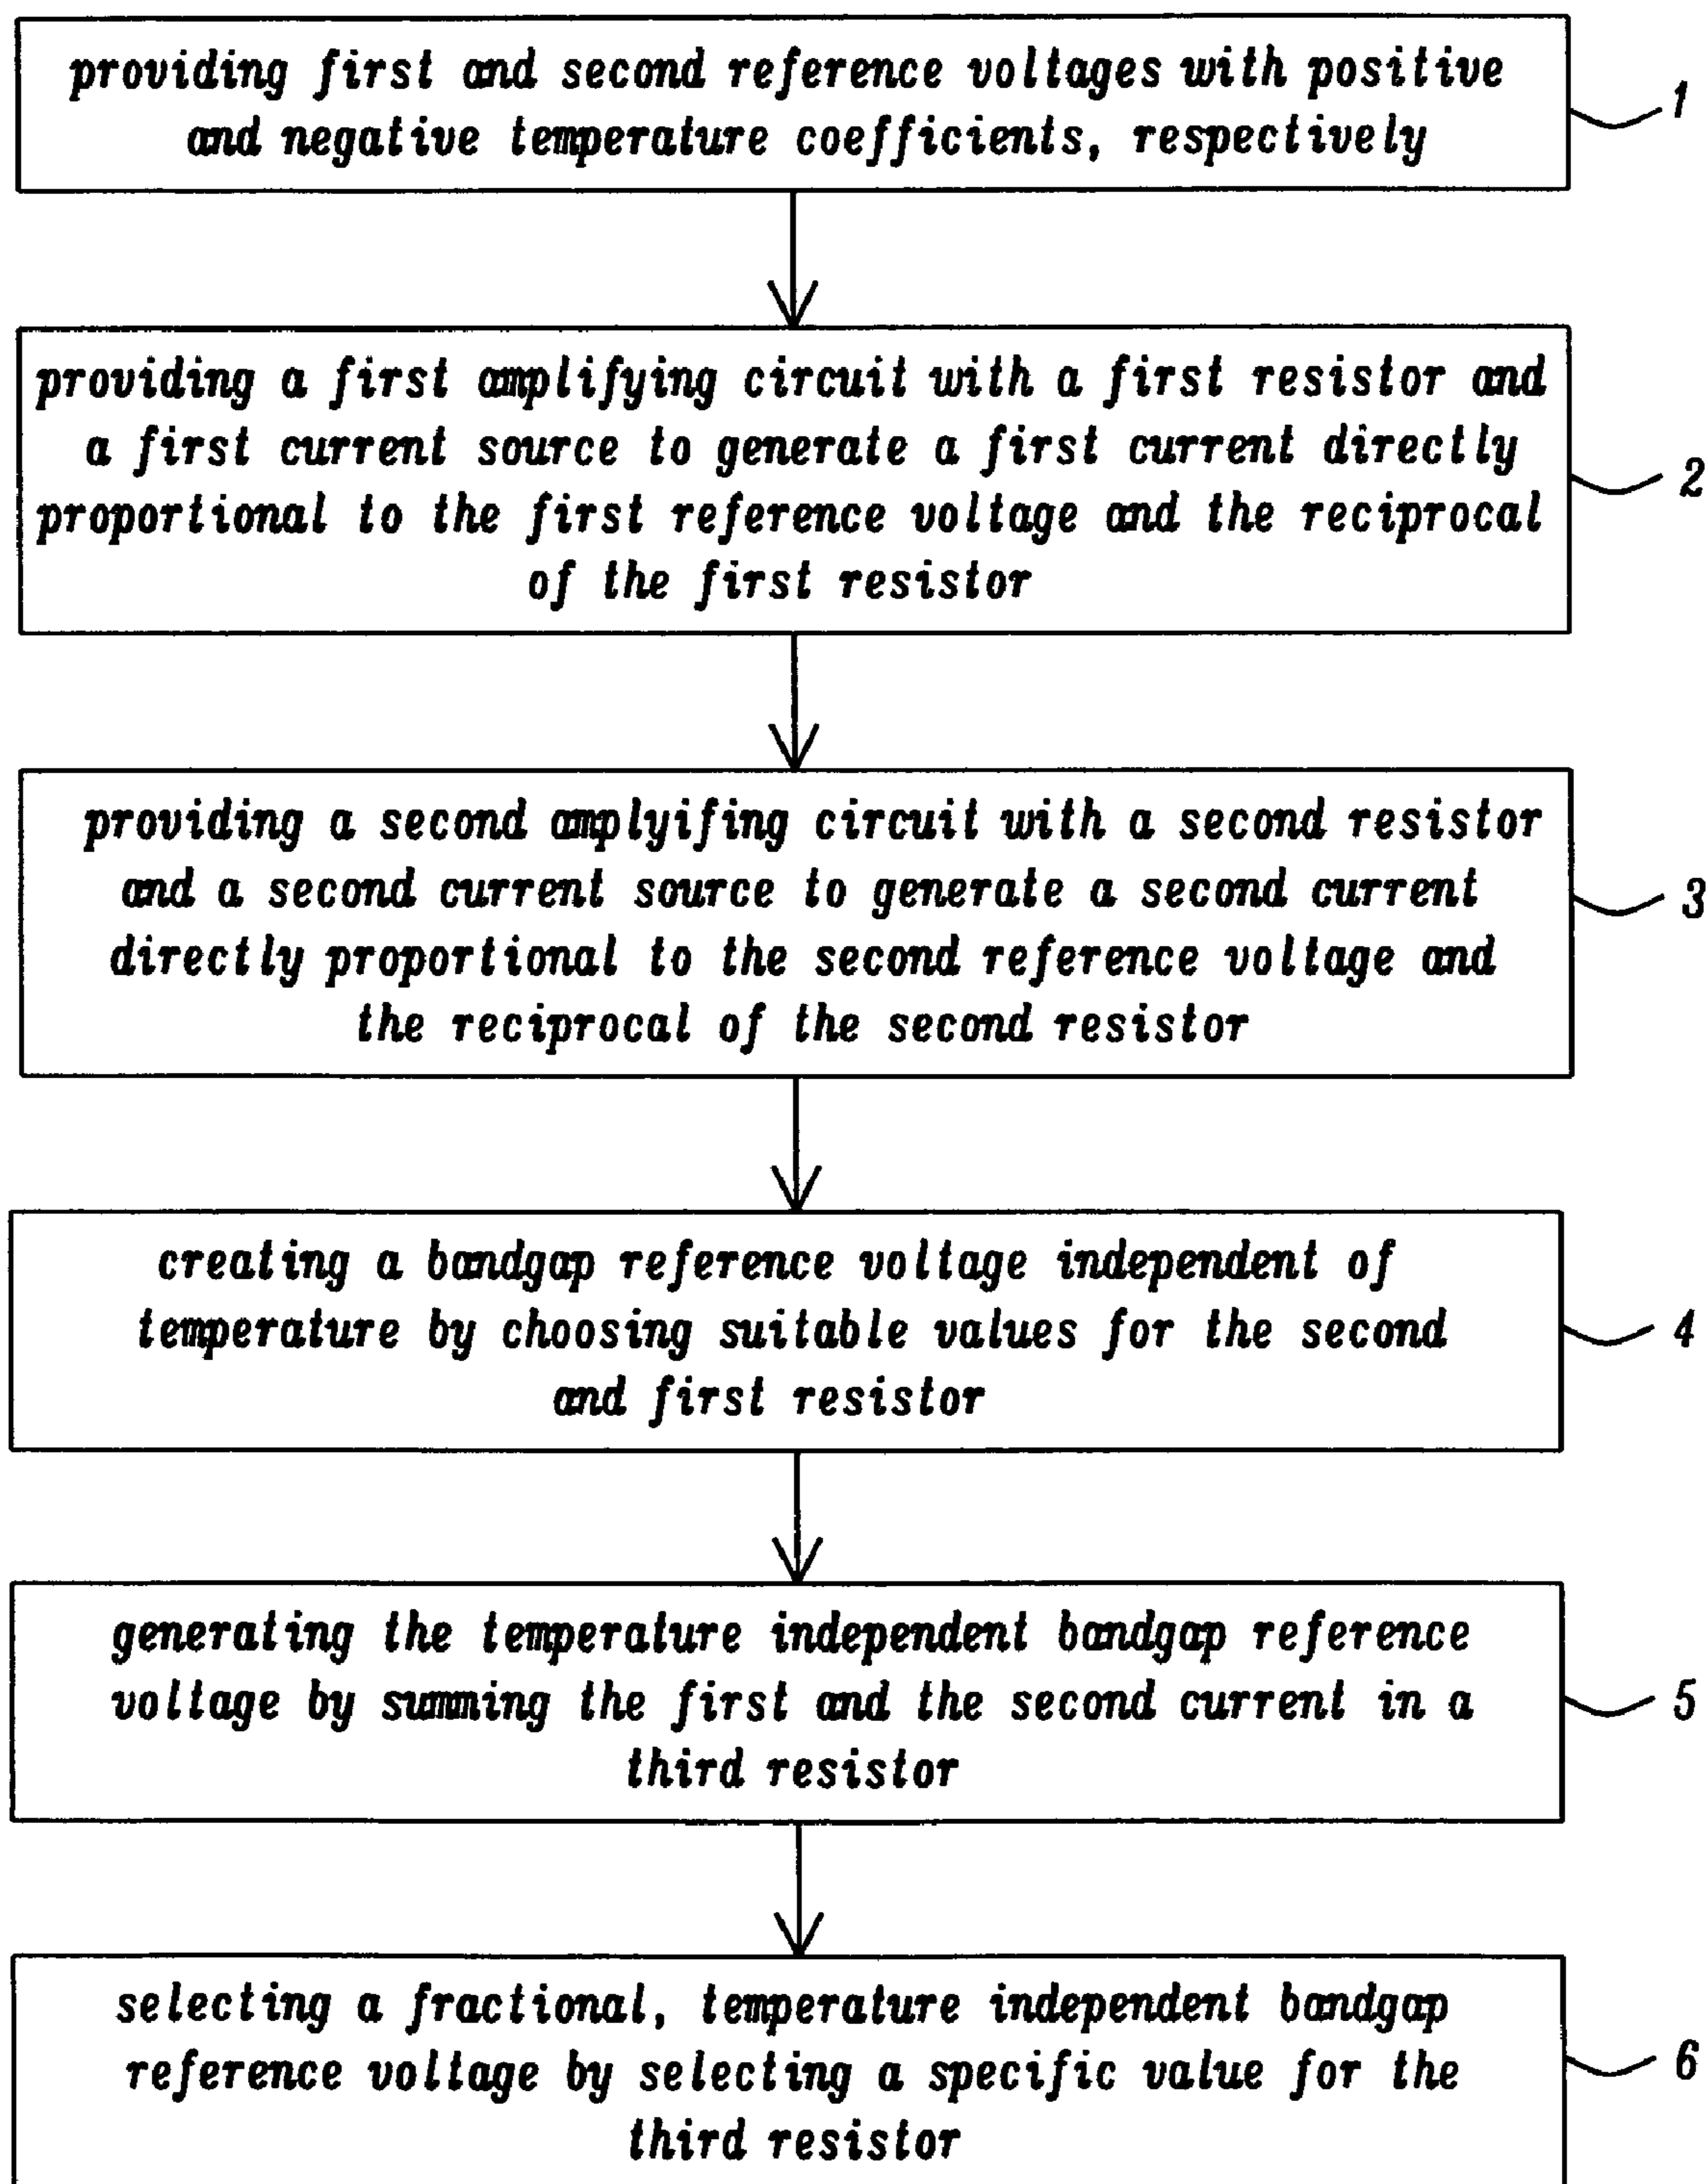 providing first and second reference voltages with positive
and negative temperature coefficients, respectively
1
providing a first amplifying circuit with a first resistor and
a first current source to generate a first current directly
proportional to the first reference voltage and the reciprocal
of the first resistor
2
providing a second amplyifing circuit with a second resistor
and a second current source to generate a second current
directly proportional to the second reference voltage and
the reciprocal of the second resistor
3
creating a bandgap reference voltage independent of
temperature by choosing suitable values for the second
and first resistor
4
generating the temperature independent bandgap reference
voltage by summing the first and the second current in a
third resistor
5
selecting a fractional, temperature independent bandgap
reference voltage by selecting a specific value for the
third resistor
6